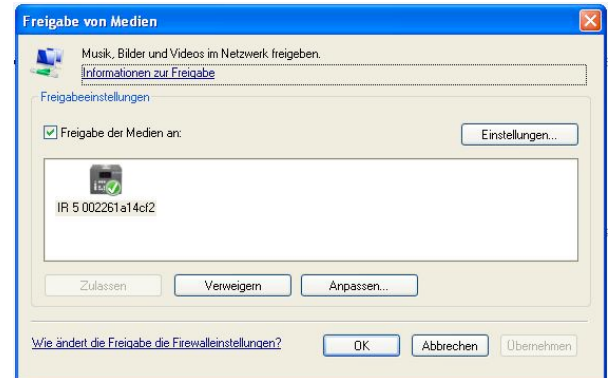 Freigabe von Medien
Musik, Bilder und Videos im Netzwerk freigeben.
Informationen zur Freigabe
Freigabeeinstellungen
Freigabe der Medien an:
Einstellungen...
IR 5 002261a14cf2
Zulassen
Verweigern
Anpassen...
Wie ändert die Freigabe die Firewalleinstellungen?
OK
Abbrechen
Übernehmen